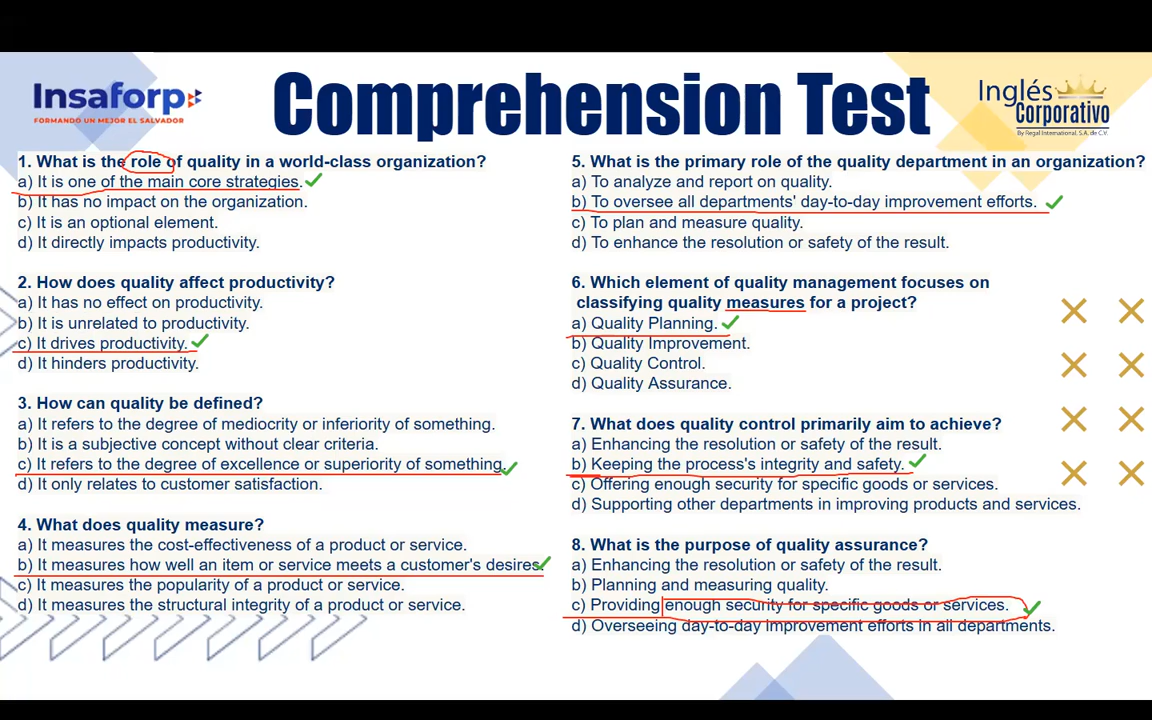 Insaforp
FORMANDO UN MEJOR EL SALVADOR
Comprehension Test
Inglés
Corporativo
By Regal International, S.A. de C.V.
1. What is the role of quality in a world-class organization?
a) It is one of the main core strategies.
b) It has no impact on the organization.
c) It is an optional element.
d) It directly impacts productivity.
2. How does quality affect productivity?
a) It has no effect on productivity.
b) It is unrelated to productivity.
c) It drives productivity.
d) It hinders productivity.
3. How can quality be defined?
a) It refers to the degree of mediocrity or inferiority of something.
b) It is a subjective concept without clear criteria.
c) It refers to the degree of excellence or superiority of something.
d) It only relates to customer satisfaction.
4. What does quality measure?
a) It measures the cost-effectiveness of a product or service.
b) It measures how well an item or service meets a customer's desires.
c) It measures the popularity of a product or service.
d) It measures the structural integrity of a product or service.
5. What is the primary role of the quality department in an organization?
a) To analyze and report on quality.
b) To oversee all departments' day-to-day improvement efforts.
c) To plan and measure quality.
d) To enhance the resolution or safety of the result.
6. Which element of quality management focuses on
classifying quality measures for a project?
a) Quality Planning.
b) Quality Improvement.
c) Quality Control.
d) Quality Assurance.
7. What does quality control primarily aim to achieve?
a) Enhancing the resolution or safety of the result.
b) Keeping the process's integrity and safety.
c) Offering enough security for specific goods or services.
d) Supporting other departments in improving products and services.
8. What is the purpose of quality assurance?
a) Enhancing the resolution or safety of the result.
b) Planning and measuring quality.
c) Providing enough security for specific goods or services.
d) Overseeing day-to-day improvement efforts in all departments.